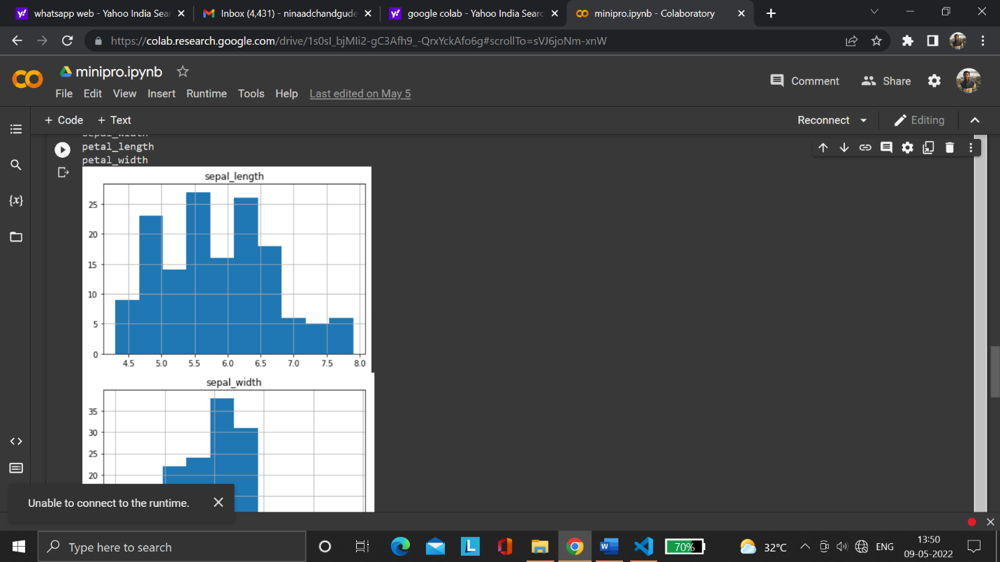 whatsapp web - Yahoo India Sear
Inbox (4,431) - ninaadchandgude
google colab - Yahoo India Searc
minipro.ipynb - Colaboratory
https://colab.research.google.com/drive/1s0sI_bjMIi2-gC3Afh9_-QrxYckAfo6g#scrollTo=sVJ6joNm-xnW
minipro.ipynb
File Edit View Insert Runtime Tools Help Last edited on May 5
Comment Share
+ Code + Text
Reconnect Editing
sepal_width
petal_length
petal_width
{x}
sepal_length
25
20
15
10
5
0
4.5 5.0 5.5 6.0 6.5 7.0 7.5 8.0
sepal_width
35
30
25
20
Unable to connect to the runtime.
Type here to search
L
70%
32°C
ENG
13:50
09-05-2022